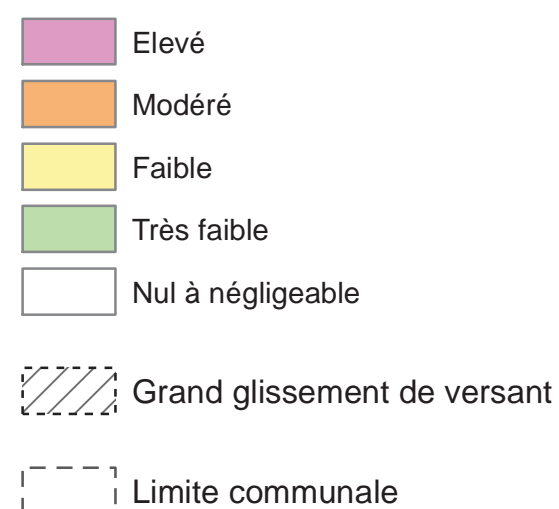 Elevé
Modéré
Faible
Très faible
Nul à négligeable
Grand glissement de versant
Limite communale